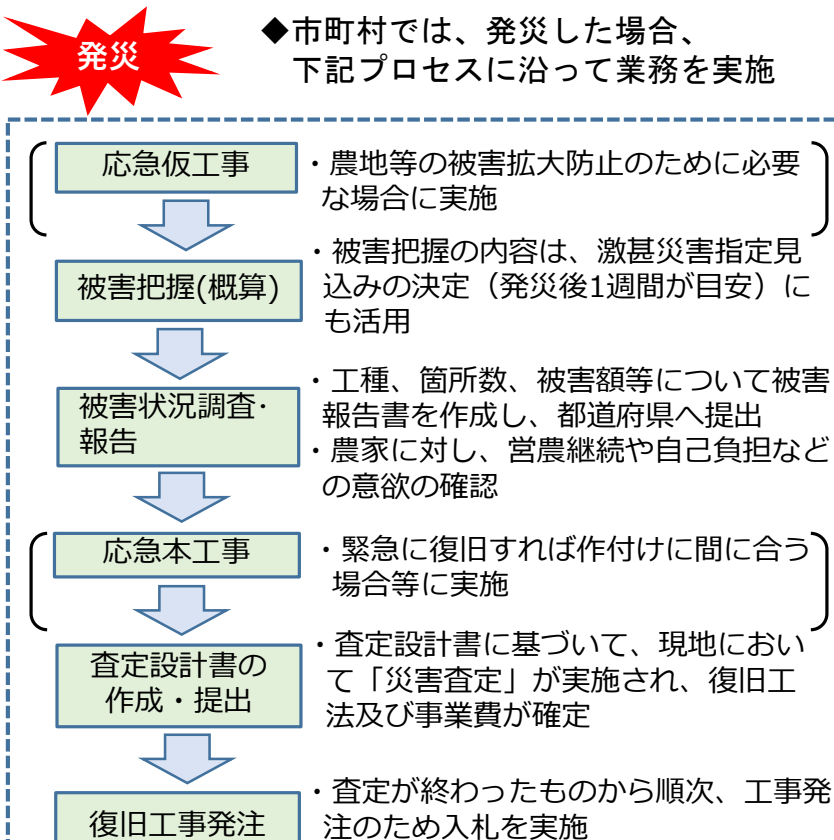 発災
◆市町村では、発災した場合、
下記プロセスに沿って業務を実施
応急仮工事
・農地等の被害拡大防止のために必要
な場合に実施
被害把握(概算)
・被害把握の内容は、激甚災害指定見
込みの決定（発災後1週間が目安）に
も活用
被害状況調査・
報告
・工種、箇所数、被害額等について被害
報告書を作成し、都道府県へ提出
・農家に対し、営農継続や自己負担など
の意欲の確認
応急本工事
・緊急に復旧すれば作付けに間に合う
場合等に実施
査定設計書の
作成・提出
・査定設計書に基づいて、現地におい
て「災害査定」が実施され、復旧工
法及び事業費が確定
復旧工事発注
・査定が終わったものから順次、工事発
注のため入札を実施